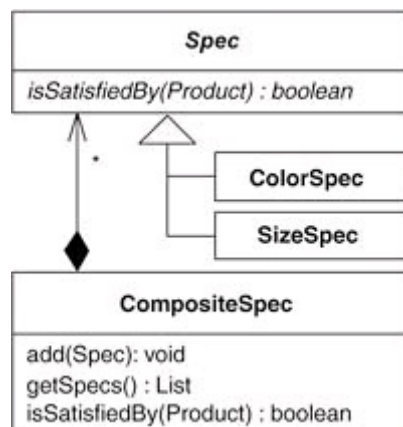 Spec
isSatisfiedBy(Product) : boolean
*
ColorSpec
SizeSpec
CompositeSpec
add(Spec): void
getSpecs() : List
isSatisfiedBy(Product) : boolean